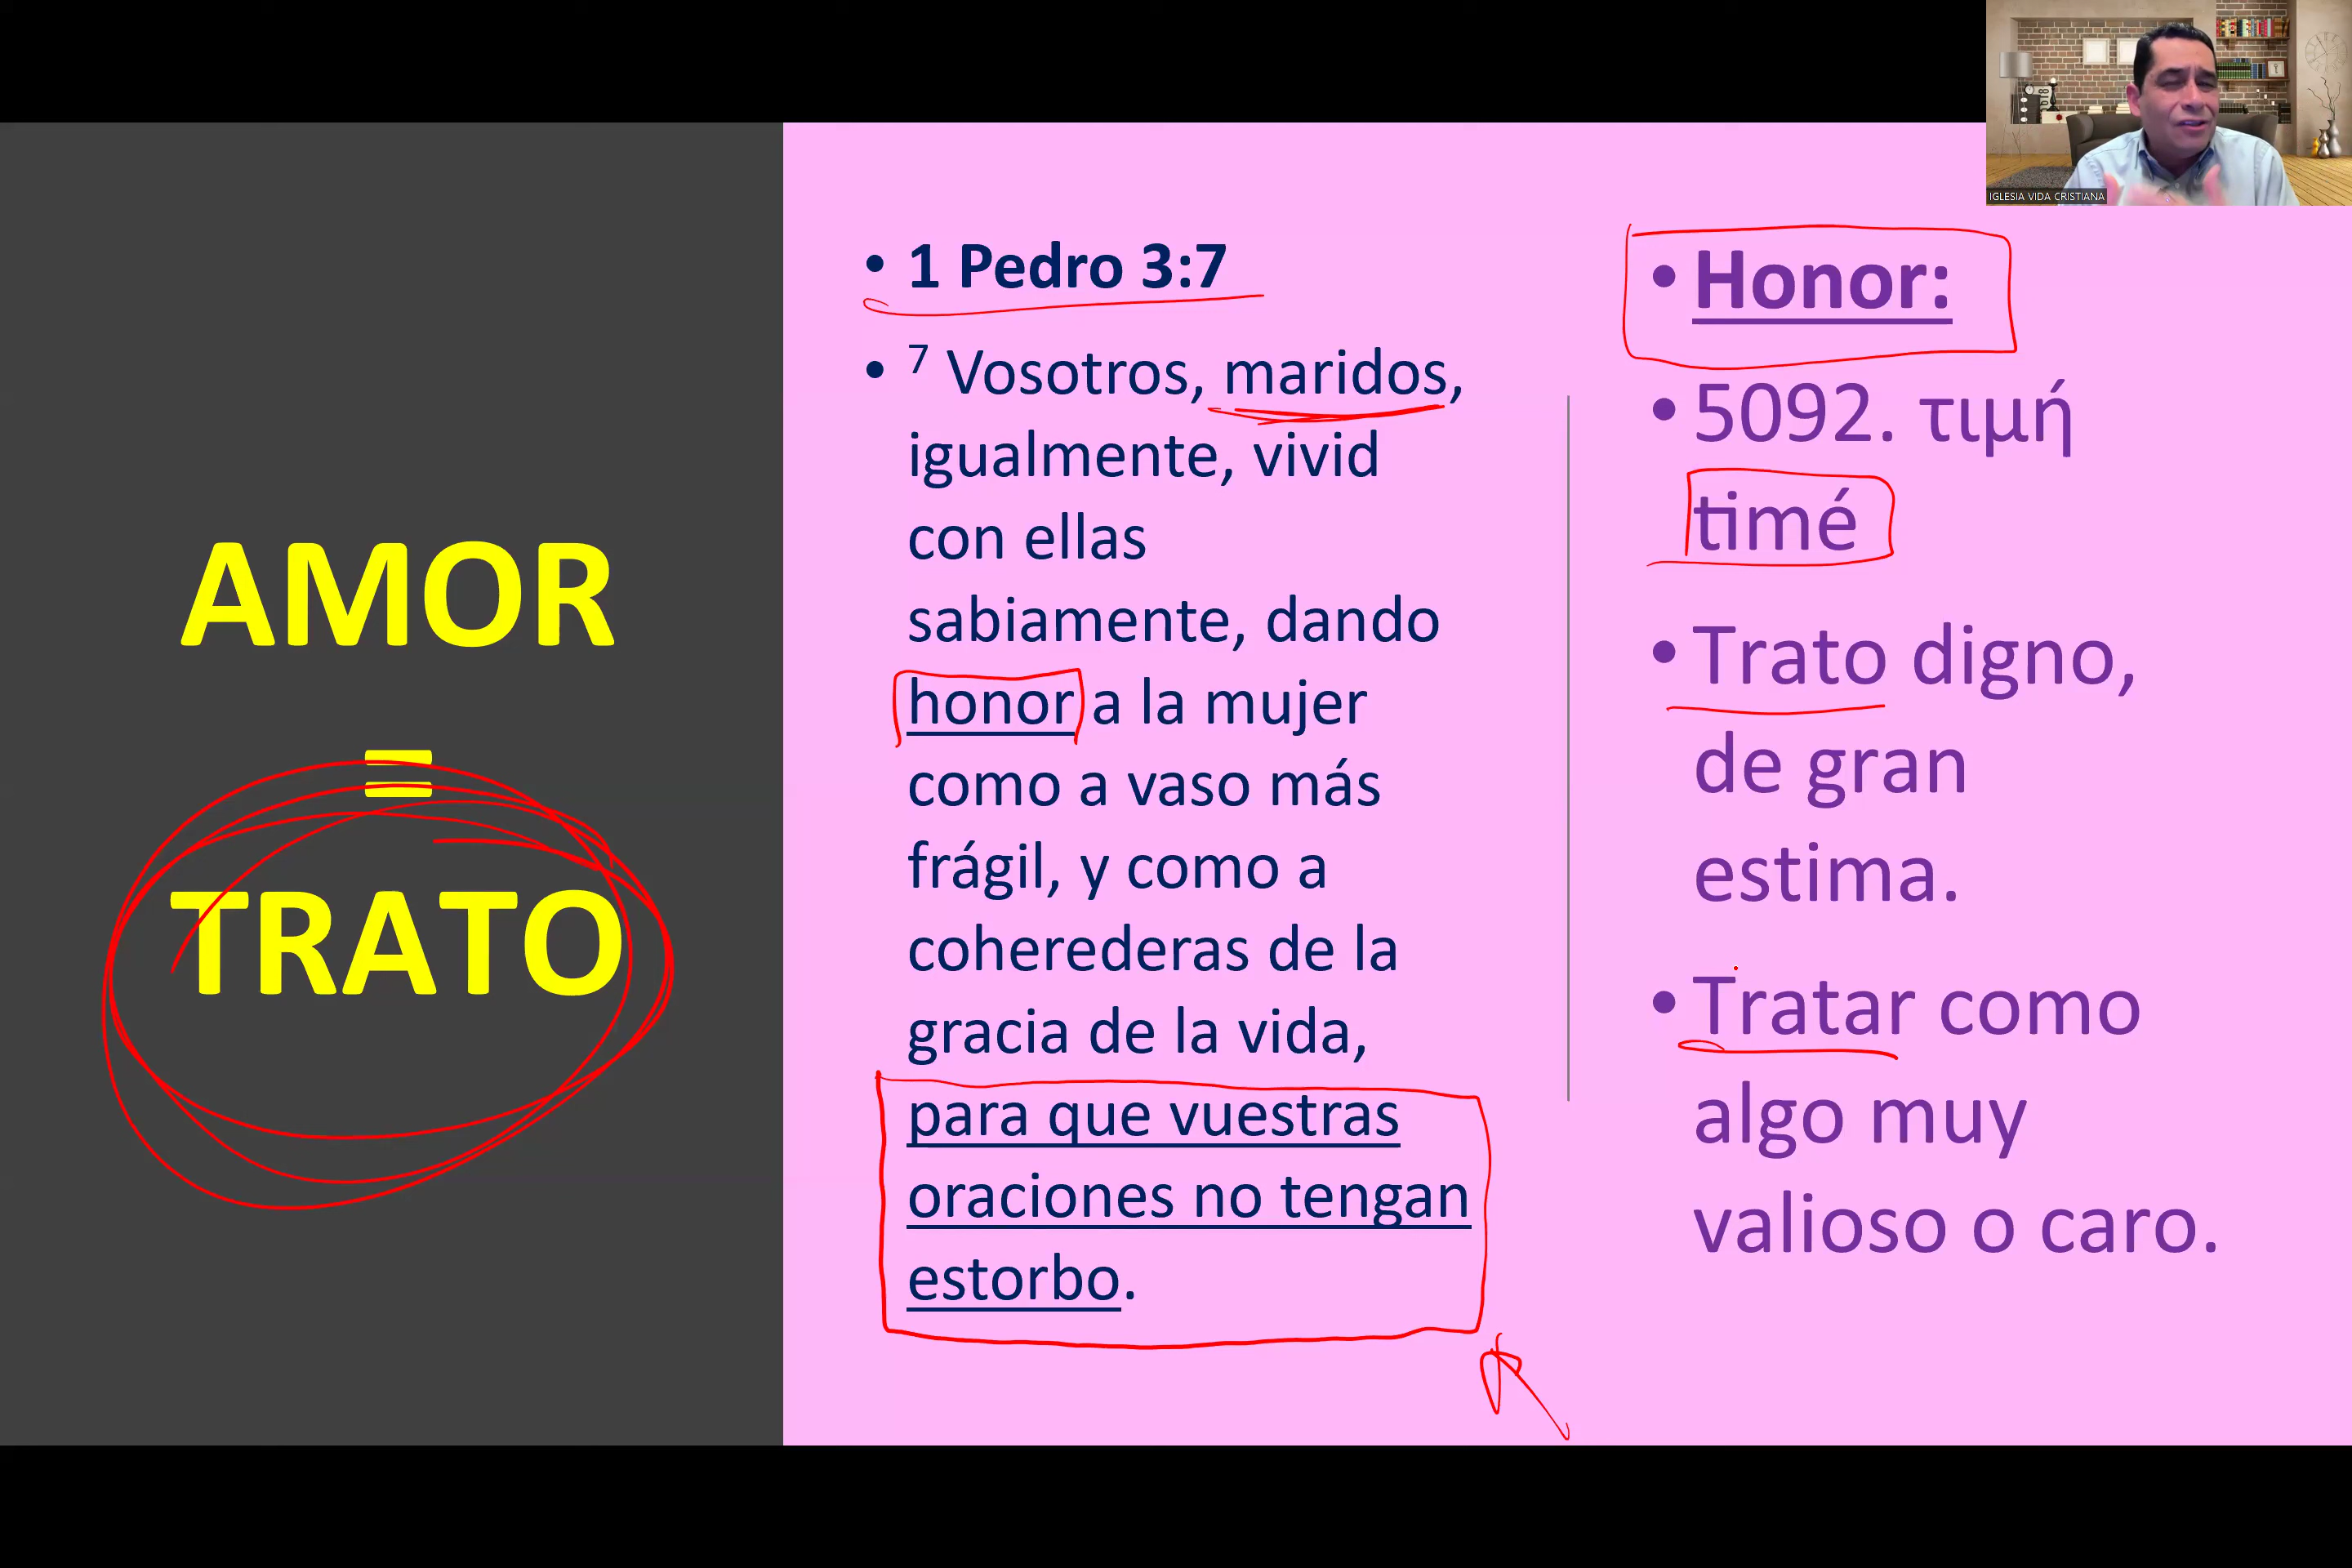 AMOR
=
TRATO
• 1 Pedro 3:7
• 7 Vosotros, maridos,
igualmente, vivid
con ellas
sabiamente, dando
honor a la mujer
como a vaso más
frágil, y como a
coherederas de la
gracia de la vida,
para que vuestras
oraciones no tengan
estorbo.
• Honor:
• 5092. τιμή
timé
• Trato digno,
de gran
estima.
• Tratar como
algo muy
valioso o caro.
IGLESIA VIDA CRISTIANA